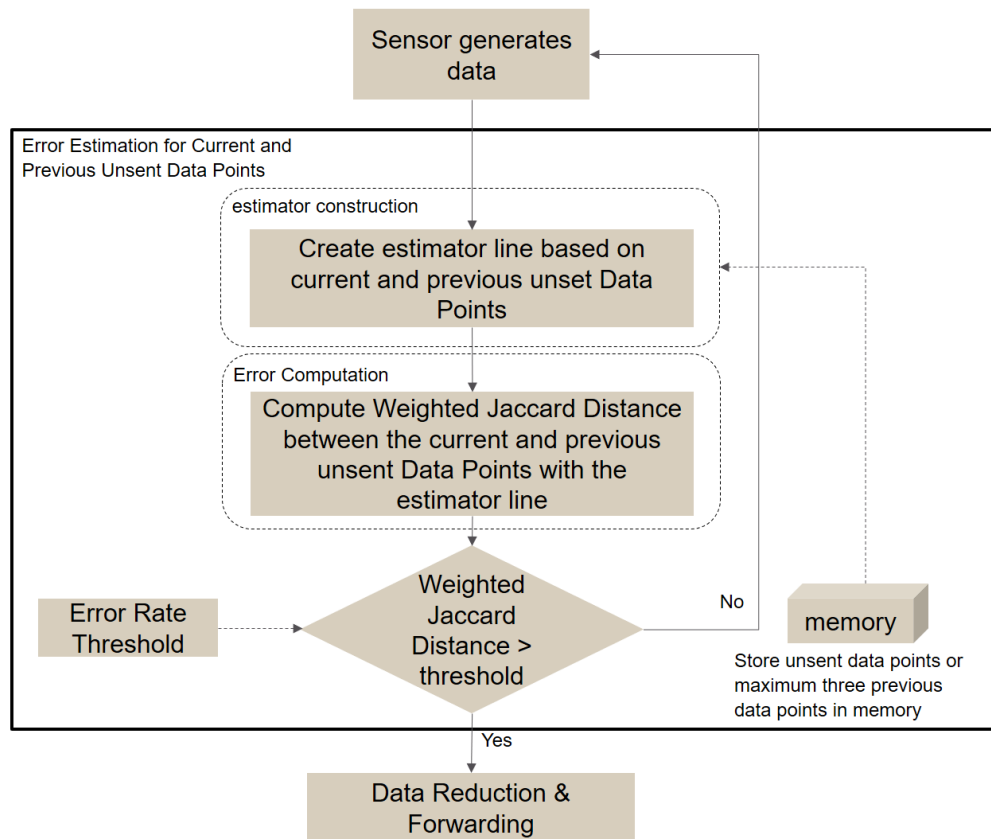 Sensor generates
data
Error Estimation for Current and
Previous Unsent Data Points
estimator construction
Create estimator line based on
current and previous unset Data
Points
Error Computation
Compute Weighted Jaccard Distance
between the current and previous
unsent Data Points with the
estimator line
Weighted
Jaccard
Distance >
threshold
Error Rate
Threshold
No
memory
Store unsent data points or
maximum three previous
data points in memory
Yes
Data Reduction &
Forwarding